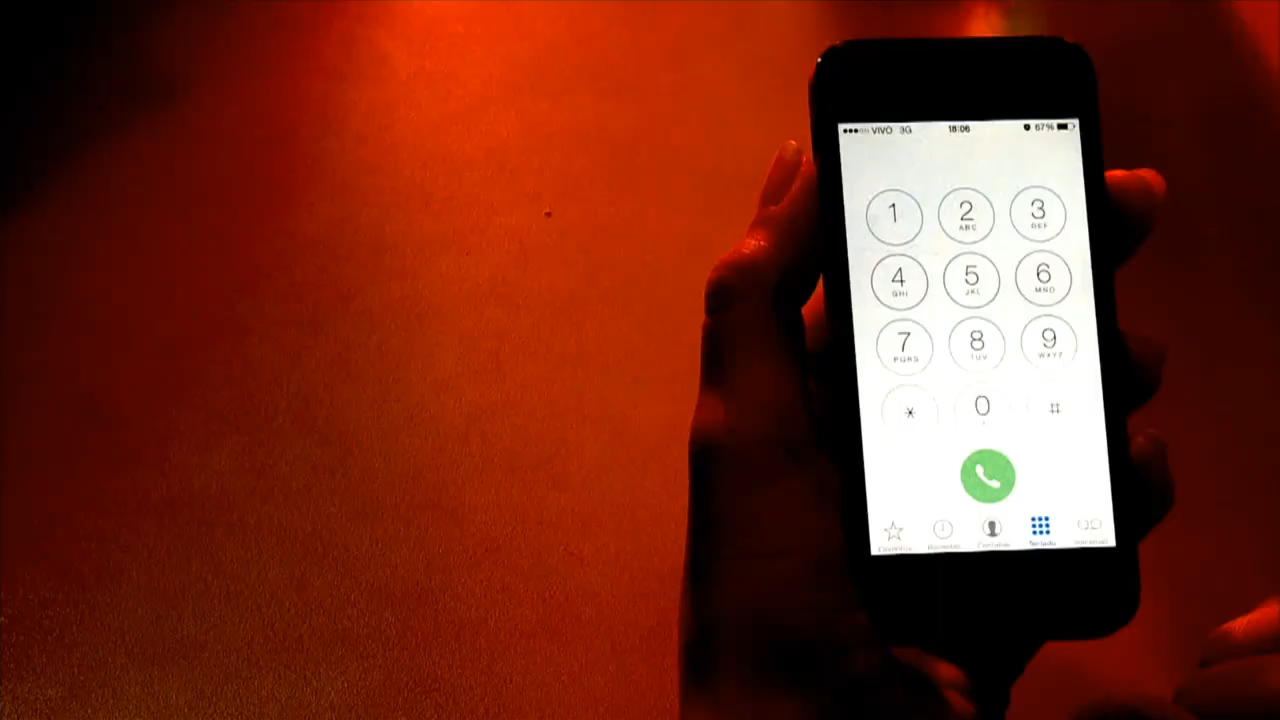 VIVO 3G 18:06 67%
1 2 3
ABC DEF
4 5 6
GHI JKL MNO
7 8 9
PQRS TUV WXYZ
* 0 #
Teclado